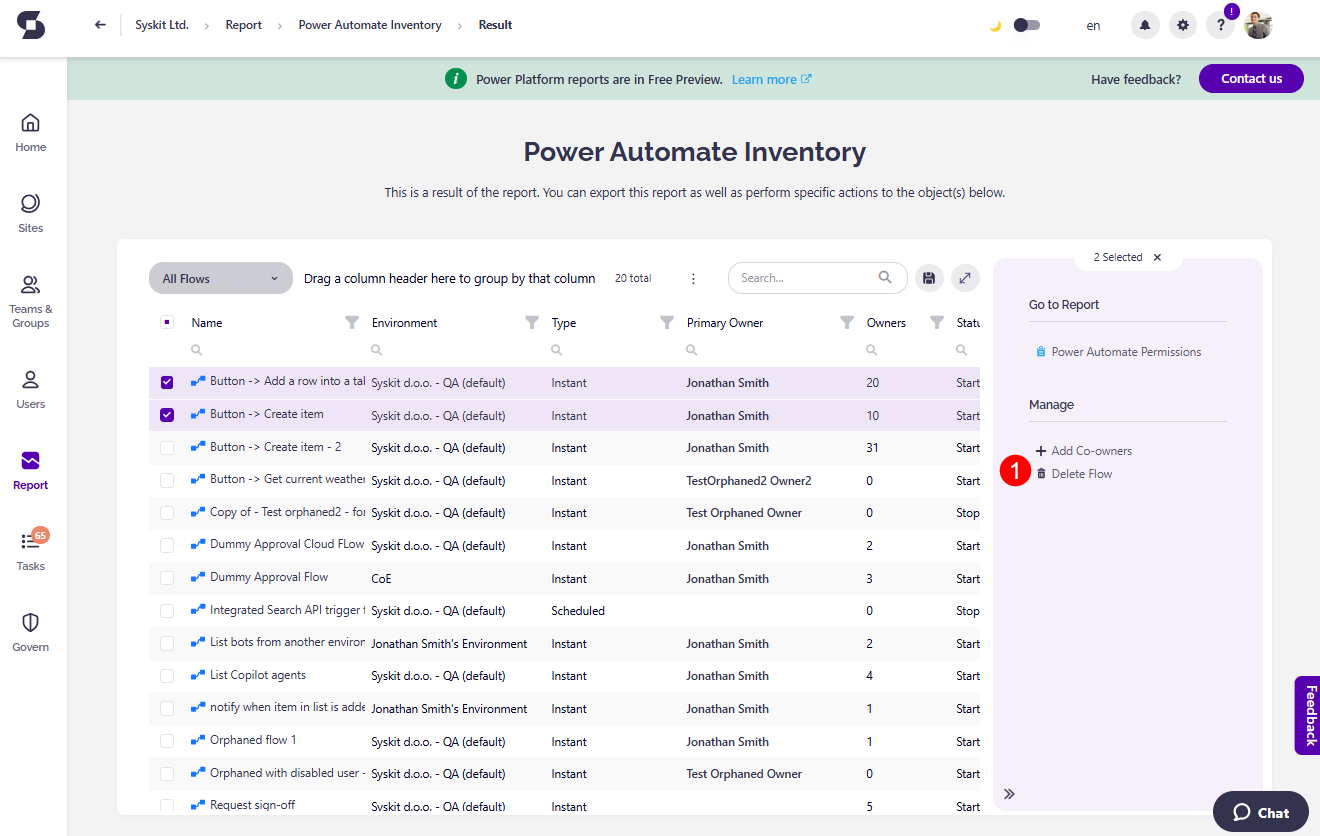 Syskit Ltd. Report Power Automate Inventory Result
en ? !
i Power Platform reports are in Free Preview. Learn more Have feedback? Contact us
Home
Sites
Teams &
Groups
Users
Report
65
Tasks
Govern
Power Automate Inventory
This is a result of the report. You can export this report as well as perform specific actions to the object(s) below.
All Flows Drag a column header here to group by that column 20 total Search...
Name Environment Type Primary Owner Owners Statu
Button -> Add a row into a tal Syskit d.o.o. - QA (default) Instant Jonathan Smith 20 Start
Button -> Create item Syskit d.o.o. - QA (default) Instant Jonathan Smith 10 Start
Button -> Create item - 2 Syskit d.o.o. - QA (default) Instant Jonathan Smith 31 Start
Button -> Get current weather Syskit d.o.o. - QA (default) Instant TestOrphaned2 Owner2 0 Start
Copy of - Test orphaned2 - for Syskit d.o.o. - QA (default) Instant Test Orphaned Owner 0 Stop
Dummy Approval Cloud FLow Syskit d.o.o. - QA (default) Instant Jonathan Smith 2 Start
Dummy Approval Flow CoE Instant Jonathan Smith 3 Start
Integrated Search API trigger Syskit d.o.o. - QA (default) Scheduled 0 Stop
List bots from another environ Jonathan Smith's Environment Instant Jonathan Smith 2 Start
List Copilot agents Syskit d.o.o. - QA (default) Instant Jonathan Smith 4 Start
notify when item in list is adde Jonathan Smith's Environment Instant Jonathan Smith 1 Start
Orphaned flow 1 Syskit d.o.o. - QA (default) Instant Jonathan Smith 1 Start
Orphaned with disabled user - Syskit d.o.o. - QA (default) Instant Test Orphaned Owner 0 Start
Request sign-off Syskit d.o.o. - QA (default) Instant 5 Start
2 Selected
Go to Report
Power Automate Permissions
Manage
Add Co-owners
1 Delete Flow
Feedback
Chat